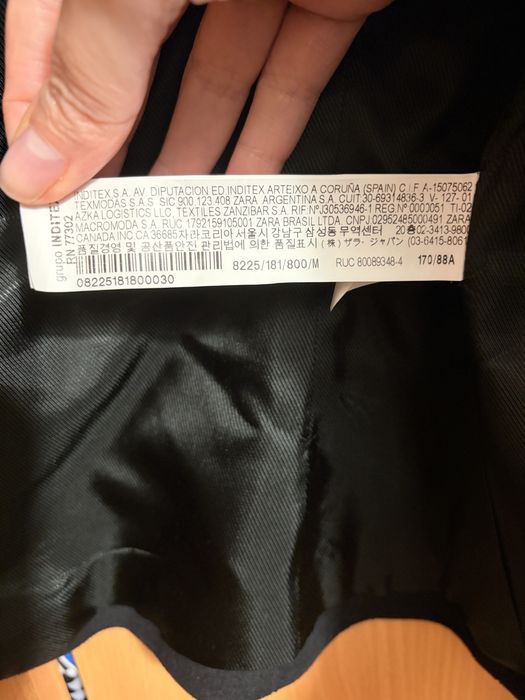 grupo INDITEX
RN 77302
INDITEX,S.A. AV. DIPUTACION ED INDITEX ARTEIXO A CORUÑA (SPAIN) C.I.F A-15075062
TEXMODAS S.A.S. SIC 900.123 408 ZARA ARGENTINA S.A. CUIT 30-69314836-3 V- 127- 01
AZKA LOGISTICS LLC, TEXTILES ZANZIBAR S.A. RIF Nº J30536946-1 REG Nº 0000051 TI-02
MACROMODA S.A. RUC 1792159105001 ZARA BRASIL LTDA. CNPJ.02952485000491 ZARA
CANADA INC CA 36685 자라코리아 서울시 강남구 삼성동 무역센터 20층 02-3413-980
품질경영 및 공산품안전 관리법에 의한 품질표시 (株) ザラ・ジャパン (03-6415-8061
8225/181/800/M RUC 80089348-4 170/88A
08225181800030